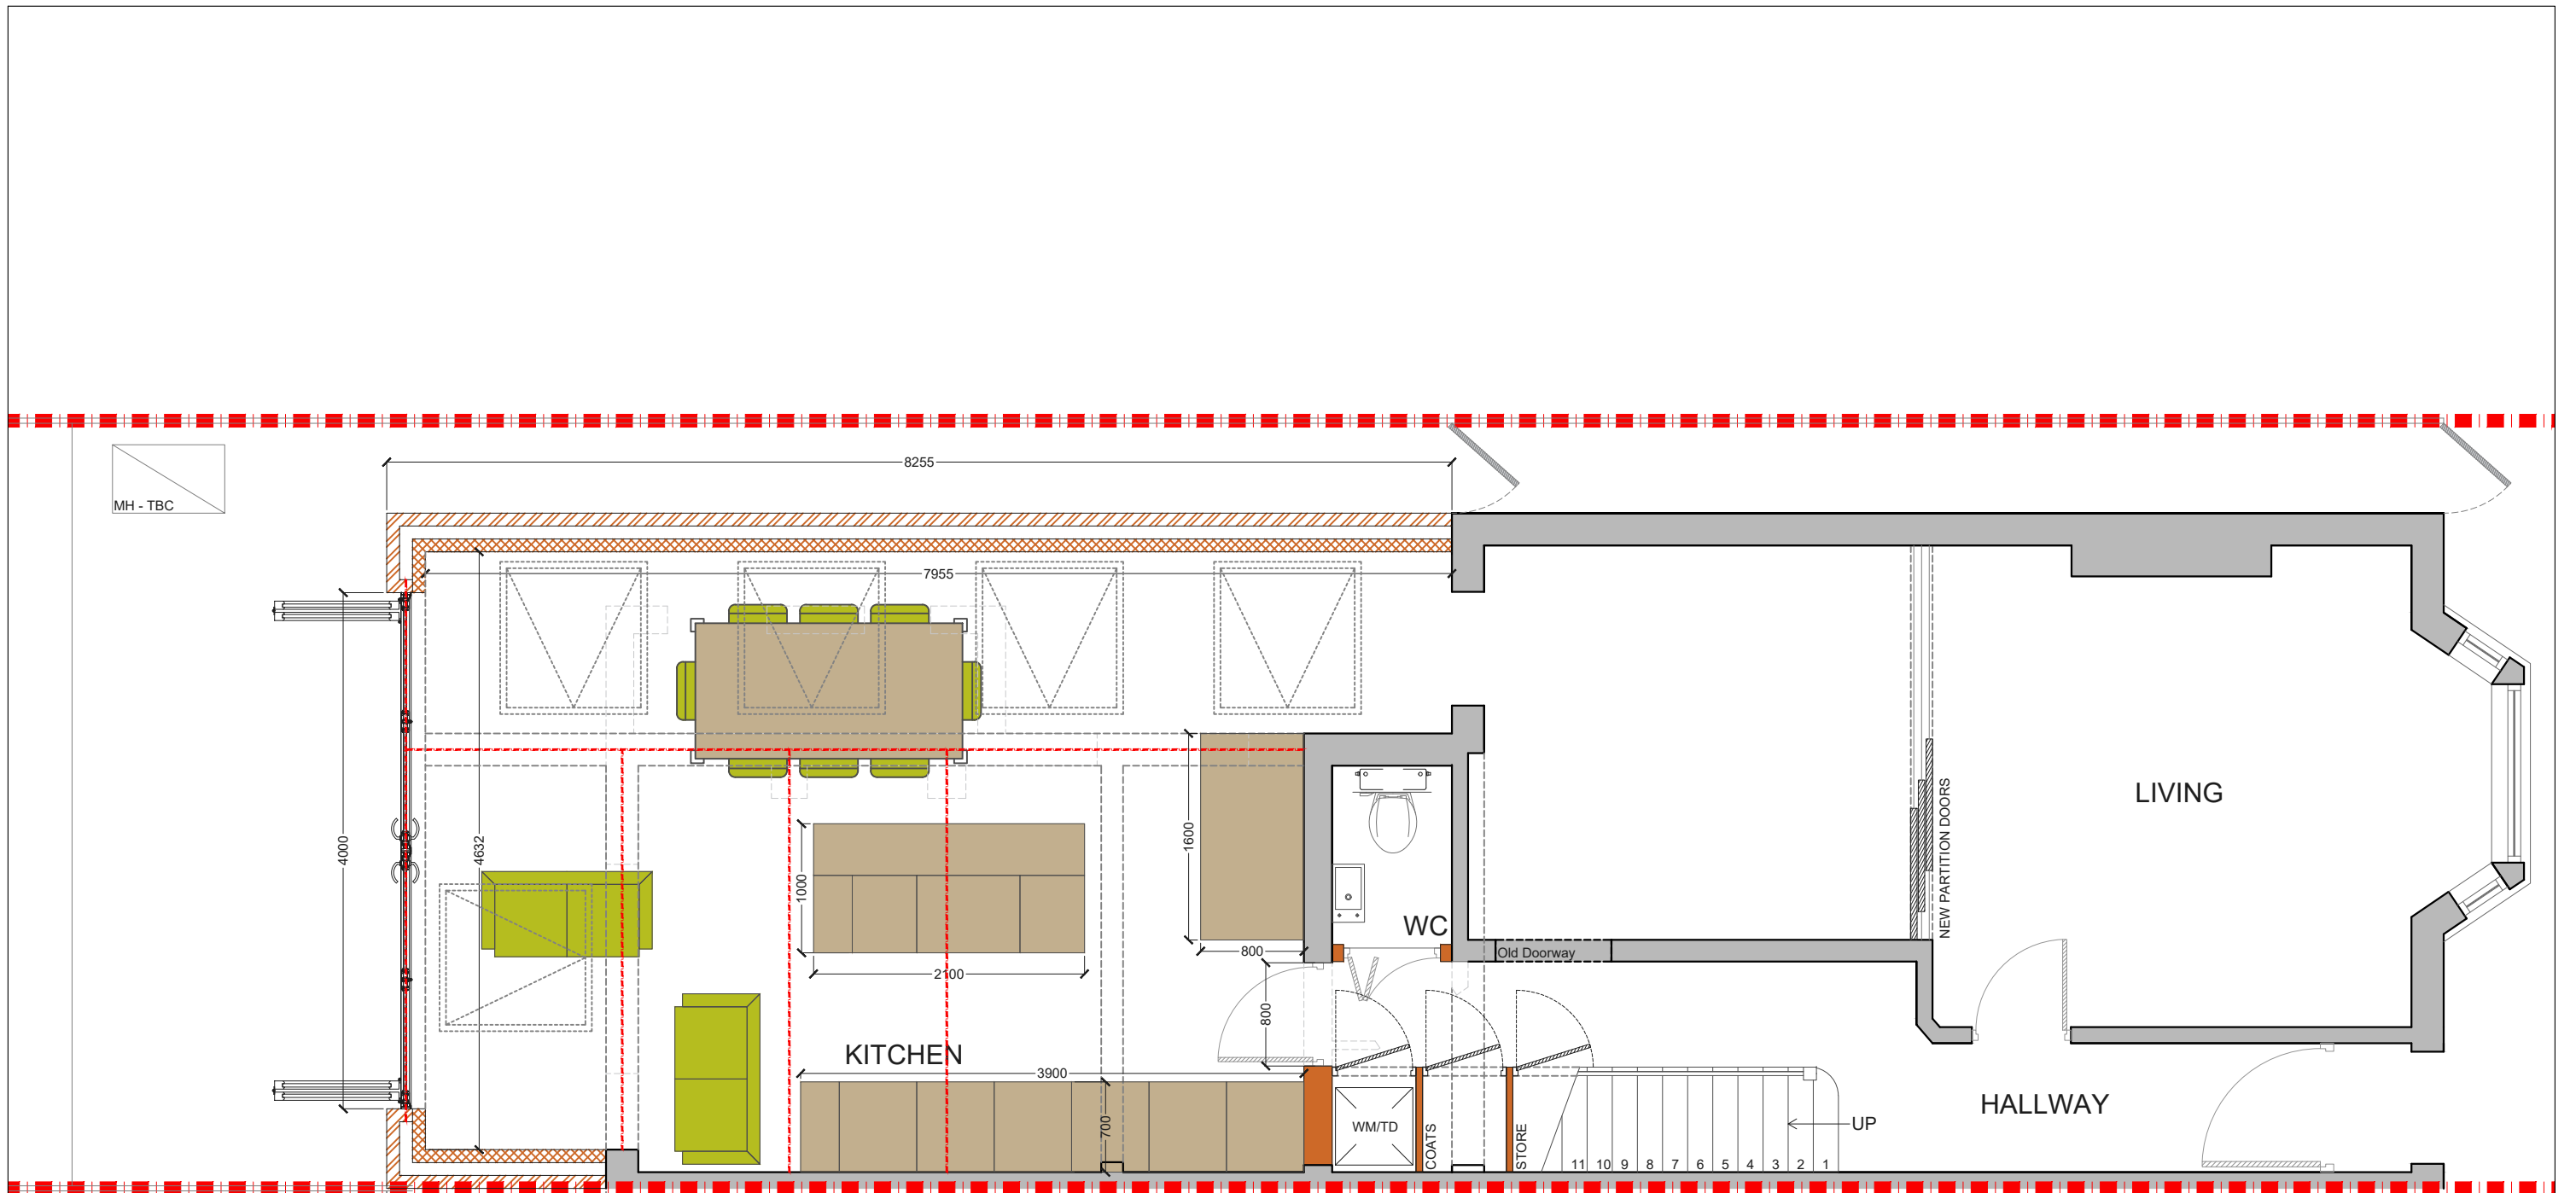 8255
MH - TBC
7955
4000
4632
1000
2100
1600
800
800
WC
Old Doorway
NEW PARTITION DOORS
LIVING
KITCHEN
3900
700
WM/TD
COATS
STORE
11 10 9 8 7 6 5 4 3 2 1
UP
HALLWAY